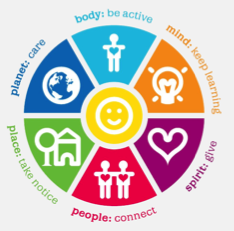 body: be active
mind: keep learning
spirit: give
people: connect
place: take notice
planet: care